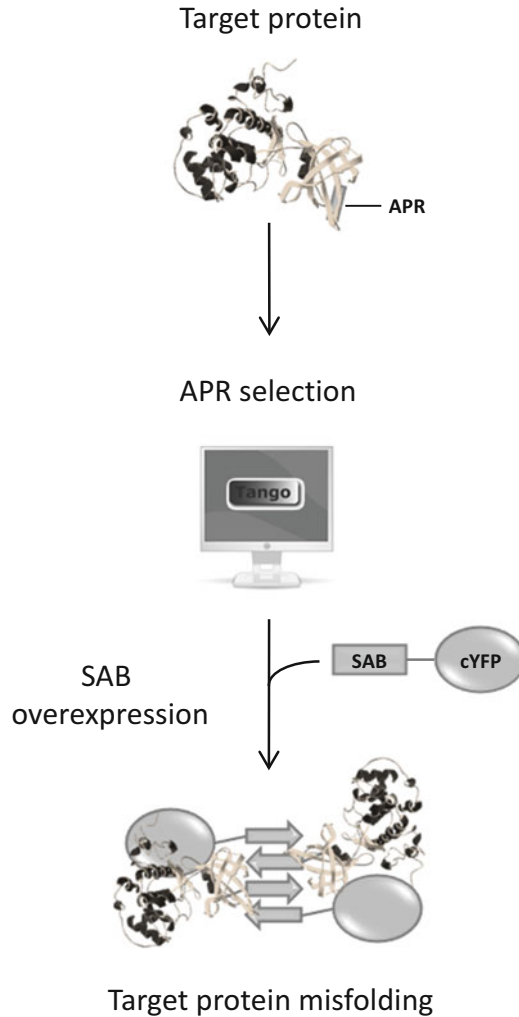 Target protein
APR
APR selection
Tango
SAB
overexpression
SAB
cYFP
Target protein misfolding